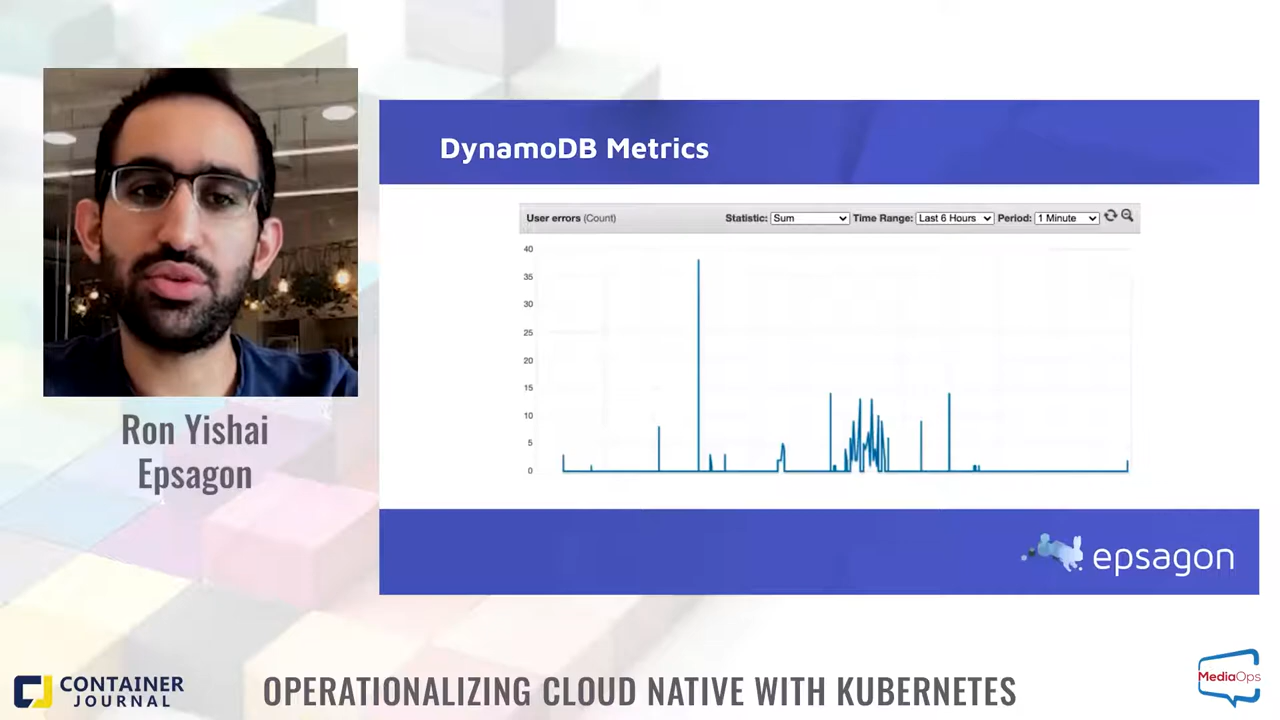 DynamoDB Metrics
User errors (Count)
Statistic: Sum Time Range: Last 6 Hours Period: 1 Minute
40
35
30
25
20
15
10
5
0
Ron Yishai
Epsagon
epsagon
CONTAINER
JOURNAL
OPERATIONALIZING CLOUD NATIVE WITH KUBERNETES
MediaOps